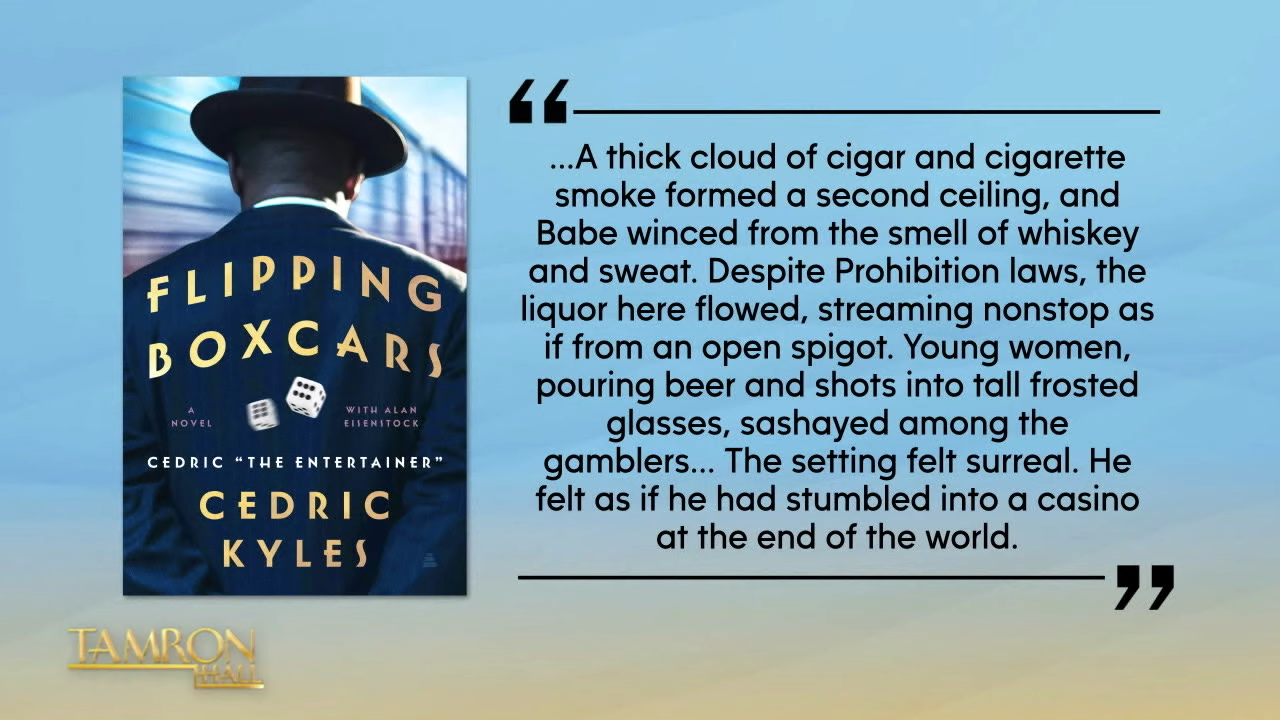 FLIPPING
BOXCARS
A
NOVEL
WITH ALAN
EISENSTOCK
CEDRIC “THE ENTERTAINER”
CEDRIC
KYLES
“
...A thick cloud of cigar and cigarette
smoke formed a second ceiling, and
Babe winced from the smell of whiskey
and sweat. Despite Prohibition laws, the
liquor here flowed, streaming nonstop as
if from an open spigot. Young women,
pouring beer and shots into tall frosted
glasses, sashayed among the
gamblers... The setting felt surreal. He
felt as if he had stumbled into a casino
at the end of the world.
”
TAMRON
HALL